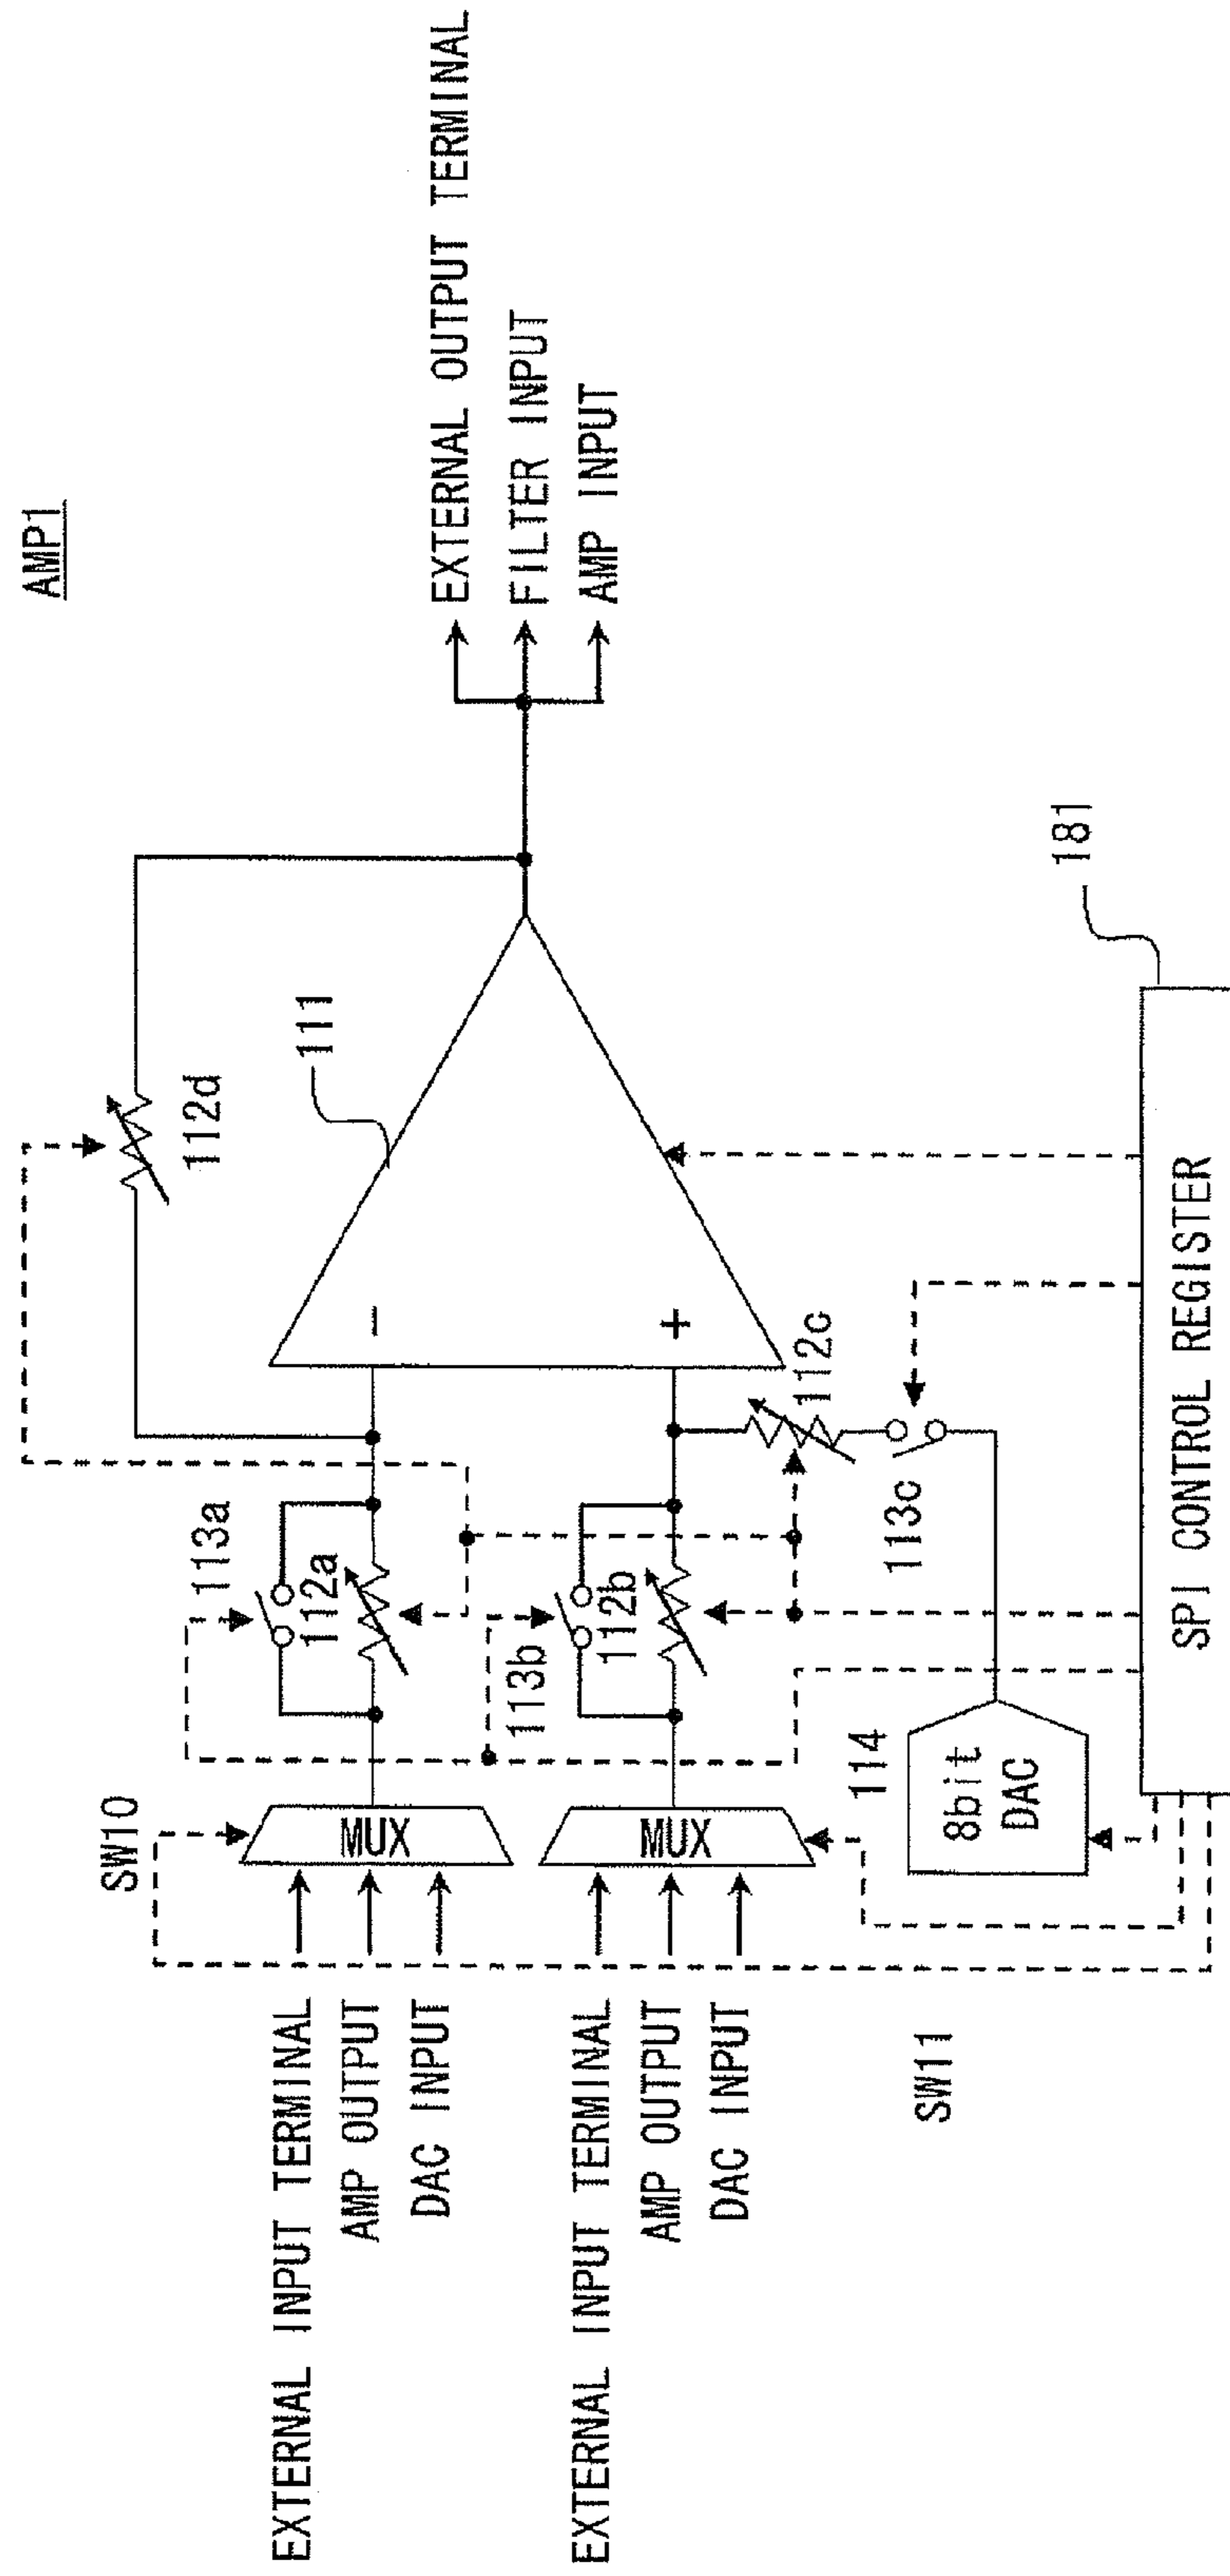 AMP1
112d
111
EXTERNAL OUTPUT TERMINAL
FILTER INPUT
AMP INPUT
SW10
113a
112a
MUX
−
EXTERNAL INPUT TERMINAL
AMP OUTPUT
DAC INPUT
113b
112b
MUX
+
EXTERNAL INPUT TERMINAL
AMP OUTPUT
DAC INPUT
112c
113c
SW11
114
8bit
DAC
181
SPI CONTROL REGISTER